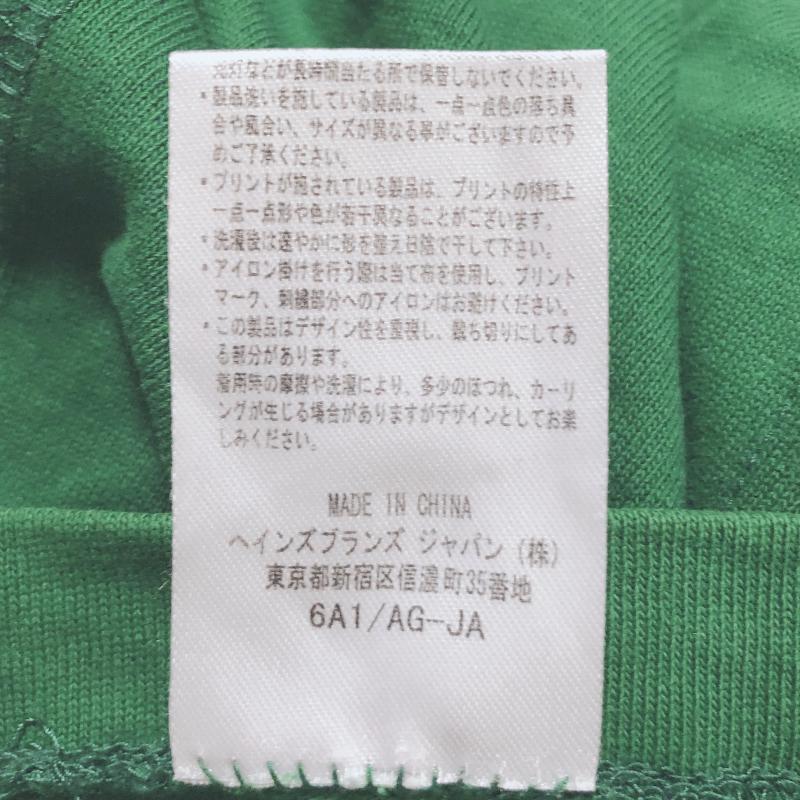 光灯などが長時間当たる所で保管しないでください。
・製品洗いを施している製品は、一点一点色の落ち具
合や風合い、サイズが異なる事がございますので予
めご了承ください。
・プリントが施されている製品は、プリントの特性上
一点一点形や色が若干異なることがございます。
・洗濯後は速やかに形を整え日陰で干して下さい。
・アイロン掛けを行う際は当て布を使用し、プリント
マーク、刺繍部分へのアイロンはお避けください。
・この製品はデザイン性を重視し、裁ち切りにしてあ
る部分があります。
着用時の摩擦や洗濯により、多少のほつれ、カーリ
ングが生じる場合がありますがデザインとしてお楽
しみください。
MADE IN CHINA
ヘインズブランズ ジャパン (株)
東京都新宿区信濃町35番地
6A1/AG-JA